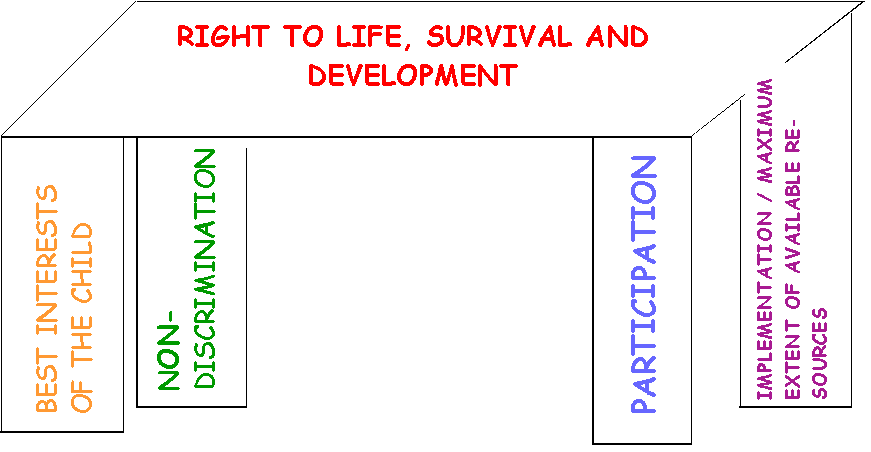 RIGHT TO LIFE, SURVIVAL AND
DEVELOPMENT
BEST INTERESTS
OF THE CHILD
NON-
DISCRIMINATION
PARTICIPATION
IMPLEMENTATION / MAXIMUM
EXTENT OF AVAILABLE RE-
SOURCES